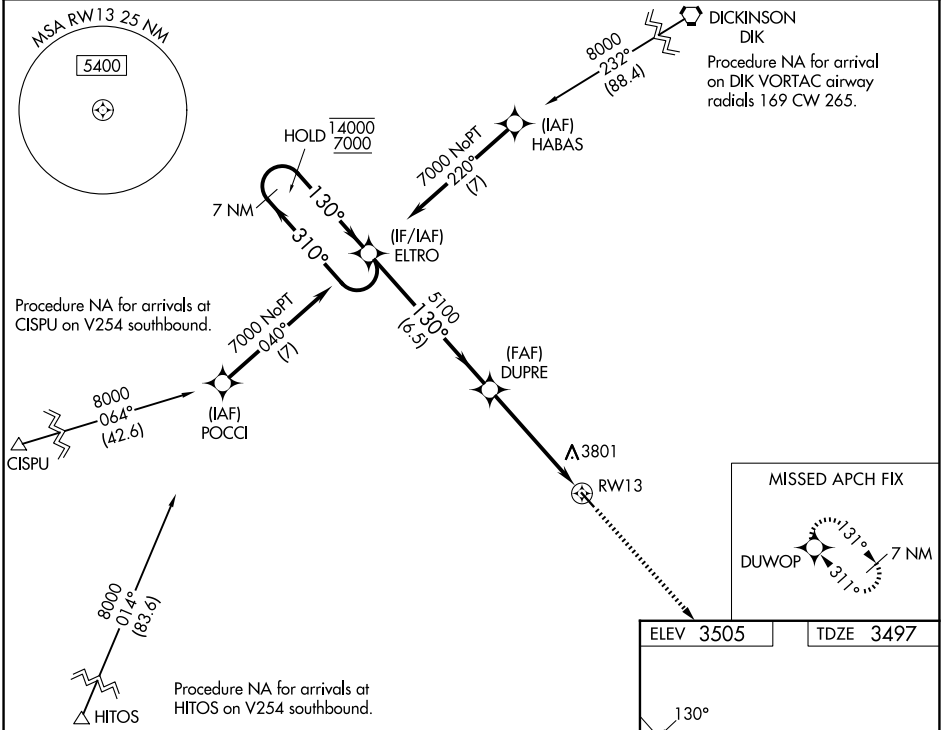 MSA RW13 25 NM
5400
DICKINSON
DIK
Procedure NA for arrival
on DIK VORTAC airway
radials 169 CW 265.
8000
232°
(88.4)
HOLD 14000
7000
(IAF)
HABAS
7000 NoPT
220°
(7)
7 NM
130°
310°
(IF/IAF)
ELTRO
Procedure NA for arrivals at
CISPU on V254 southbound.
7000 NoPT
040°
(7)
5100
130°
(6.5)
(FAF)
DUPRE
8000
064°
(42.6)
(IAF)
POCCI
CISPU
3801
RW13
MISSED APCH FIX
DUWOP
131°
311°
7 NM
8000
014°
(83.6)
HITOS
Procedure NA for arrivals at
HITOS on V254 southbound.
ELEV 3505
TDZE 3497
130°